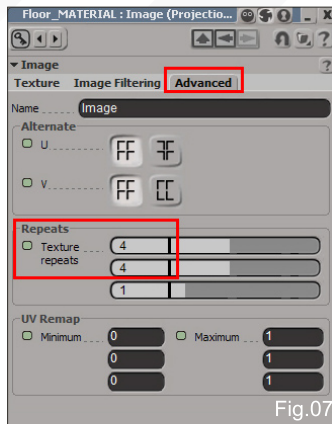 Floor_MATERIAL : Image (Projectio...
Image
Texture Image Filtering Advanced
Name Image
Alternate
U
V
Repeats
Texture repeats 4
4
1
UV Remap
Minimum 0 Maximum 1
0 1
0 1
Fig.07